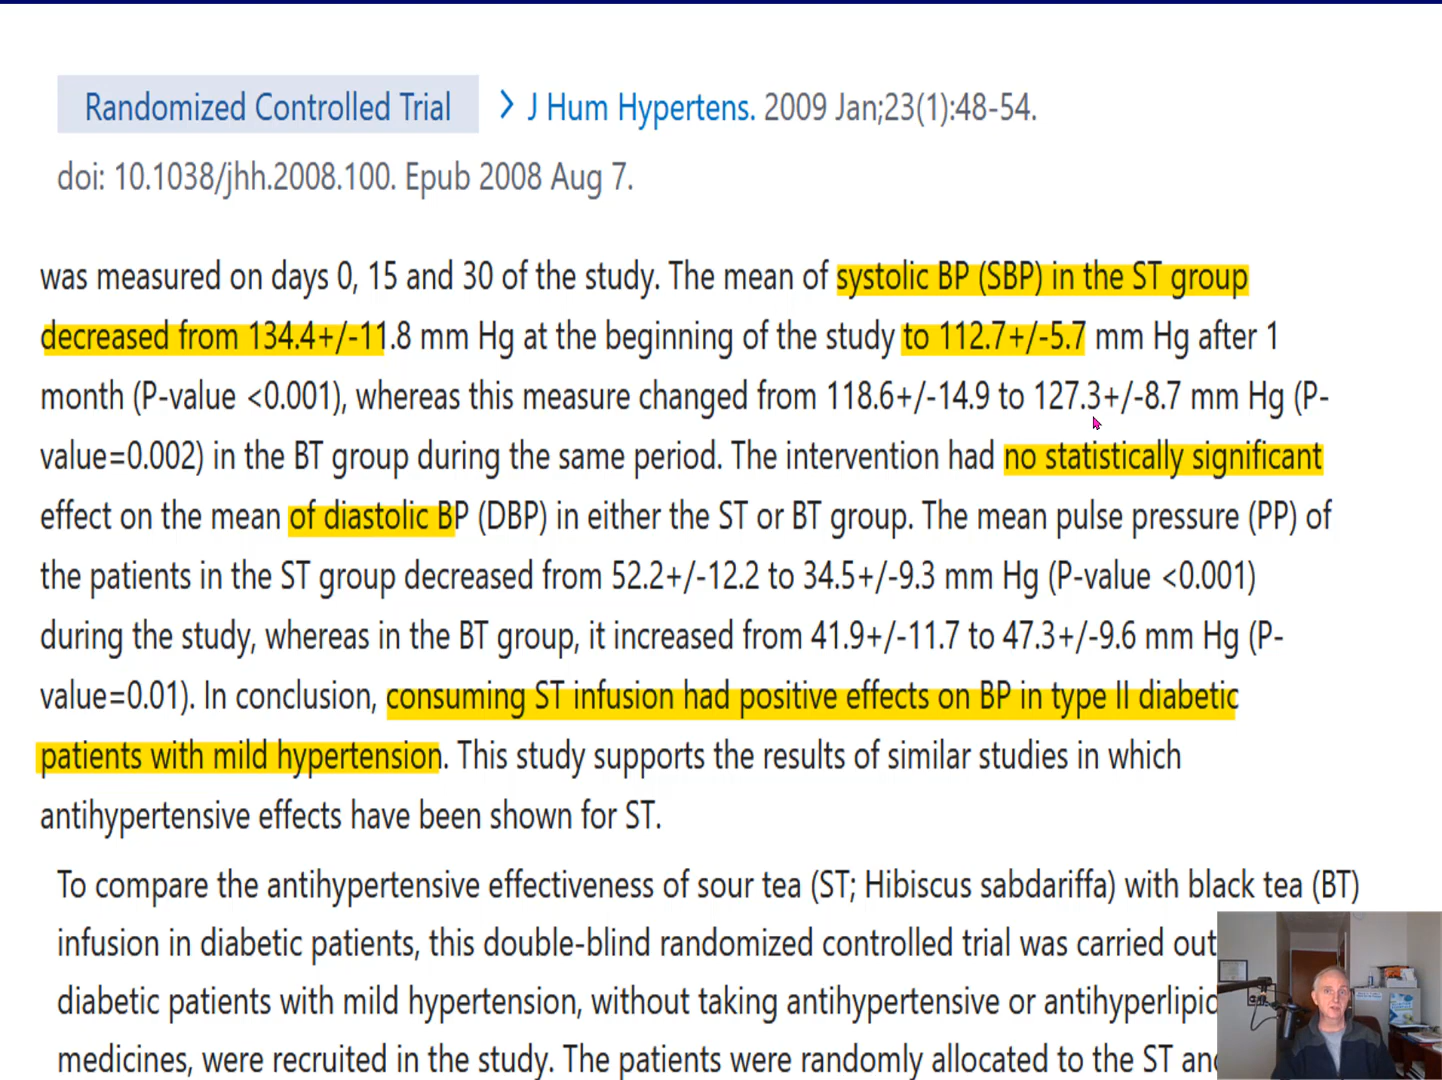 Randomized Controlled Trial > J Hum Hypertens. 2009 Jan;23(1):48-54.
doi: 10.1038/jhh.2008.100. Epub 2008 Aug 7.
was measured on days 0, 15 and 30 of the study. The mean of systolic BP (SBP) in the ST group
decreased from 134.4+/-11.8 mm Hg at the beginning of the study to 112.7+/-5.7 mm Hg after 1
month (P-value <0.001), whereas this measure changed from 118.6+/-14.9 to 127.3+/-8.7 mm Hg (P-
value=0.002) in the BT group during the same period. The intervention had no statistically significant
effect on the mean of diastolic BP (DBP) in either the ST or BT group. The mean pulse pressure (PP) of
the patients in the ST group decreased from 52.2+/-12.2 to 34.5+/-9.3 mm Hg (P-value <0.001)
during the study, whereas in the BT group, it increased from 41.9+/-11.7 to 47.3+/-9.6 mm Hg (P-
value=0.01). In conclusion, consuming ST infusion had positive effects on BP in type II diabetic
patients with mild hypertension. This study supports the results of similar studies in which
antihypertensive effects have been shown for ST.
To compare the antihypertensive effectiveness of sour tea (ST; Hibiscus sabdariffa) with black tea (BT)
infusion in diabetic patients, this double-blind randomized controlled trial was carried out
diabetic patients with mild hypertension, without taking antihypertensive or antihyperlipid
medicines, were recruited in the study. The patients were randomly allocated to the ST an